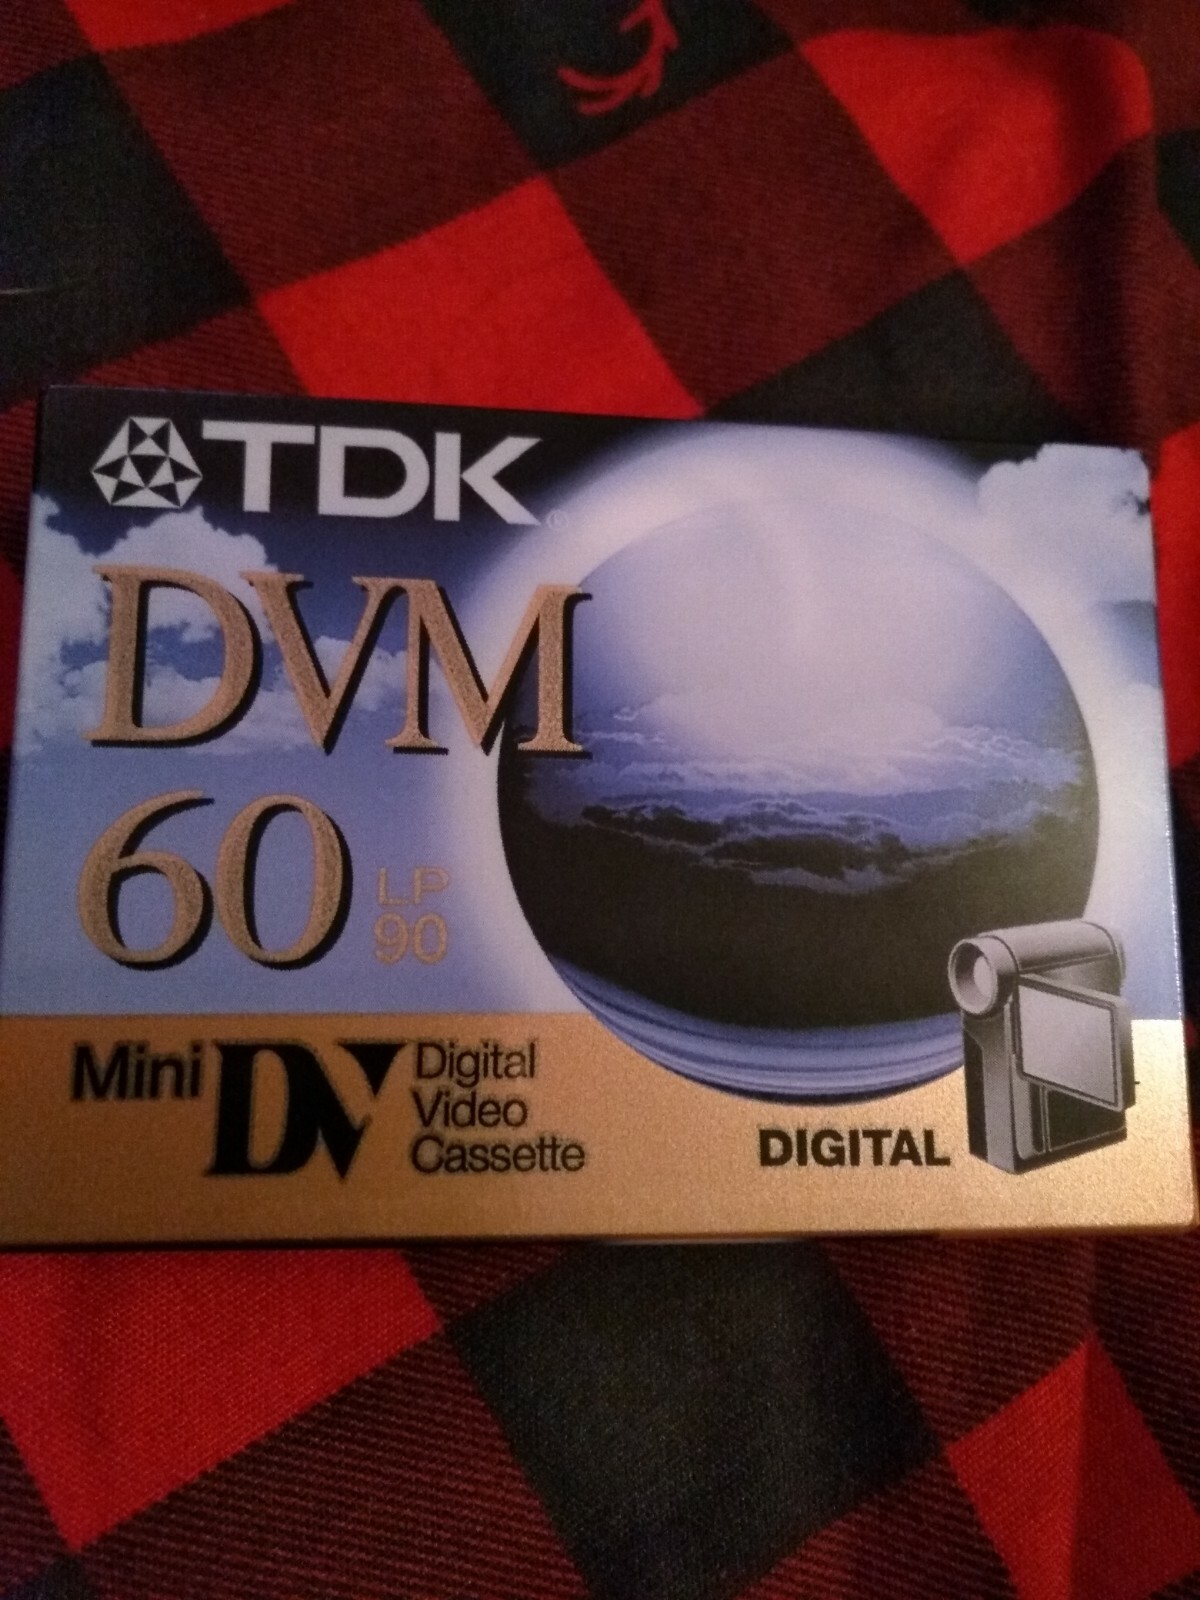 TDK®
DVM
60
LP
90
Mini DV Digital
Video
Cassette
DIGITAL